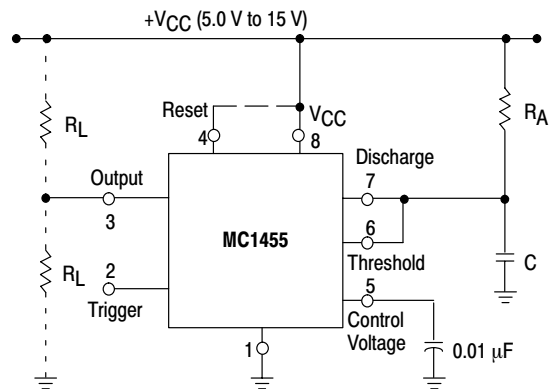 +VCC (5.0 V to 15 V)
Reset
4
VCC
8
RL
RA
Discharge
7
Output
3
MC1455
6
Threshold
C
RL
2
Trigger
5
Control
Voltage
1
0.01 µF